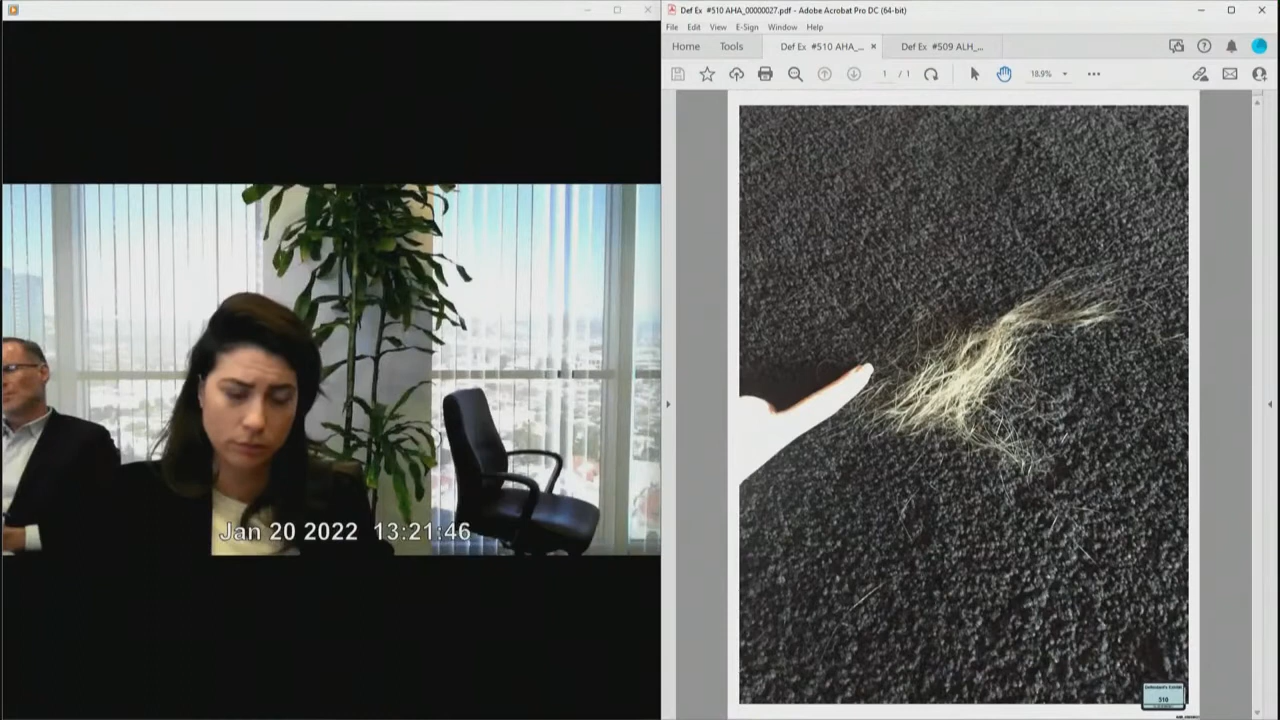 Def Ex #510 AHA_00000027.pdf - Adobe Acrobat Pro DC (64-bit)
File Edit View E-Sign Window Help
Home Tools Def Ex #510 AHA_... × Def Ex #509 ALH_...
1 / 1 18.9%
Jan 20 2022 13:21:46
Defendant's Exhibit
510